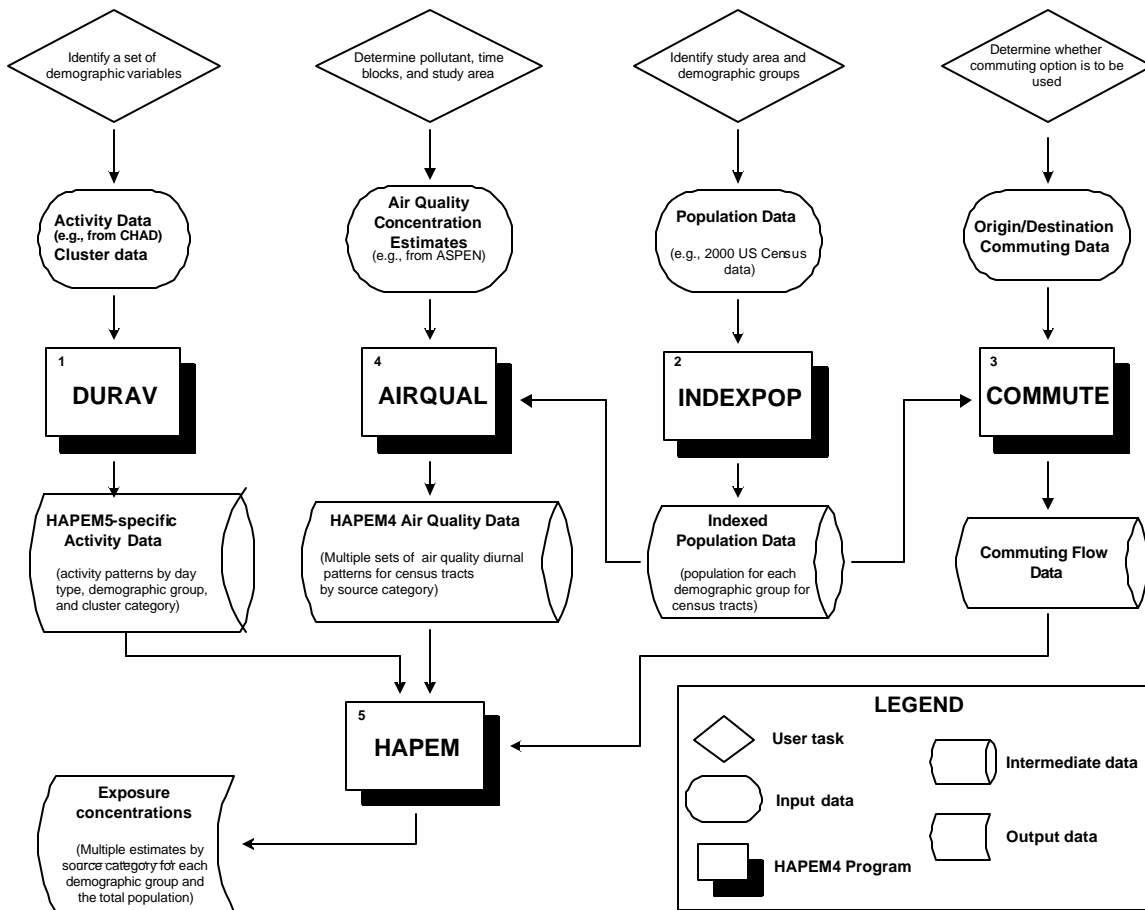 Identify a set of
demographic variables
Determine pollutant, time
blocks, and study area
Identify study area and
demographic groups
Determine whether
commuting option is to be
used
Activity Data
(e.g., from CHAD)
Cluster data
Air Quality
Concentration
Estimates
(e.g., from ASPEN)
Population Data
(e.g., 2000 US Census
data)
Origin/Destination
Commuting Data
1
DURAV
4
AIRQUAL
2
INDEXPOP
3
COMMUTE
HAPEM5-specific
Activity Data
(activity patterns by day
type, demographic group,
and cluster category)
HAPEM4 Air Quality Data
(Multiple sets of air quality diurnal
patterns for census tracts
by source category)
Indexed
Population Data
(population for each
demographic group for
census tracts)
Commuting Flow
Data
5
HAPEM
Exposure
concentrations
(Multiple estimates by
source category for each
demographic group and
the total population)
LEGEND
User task
Input data
HAPEM4 Program
Intermediate data
Output data